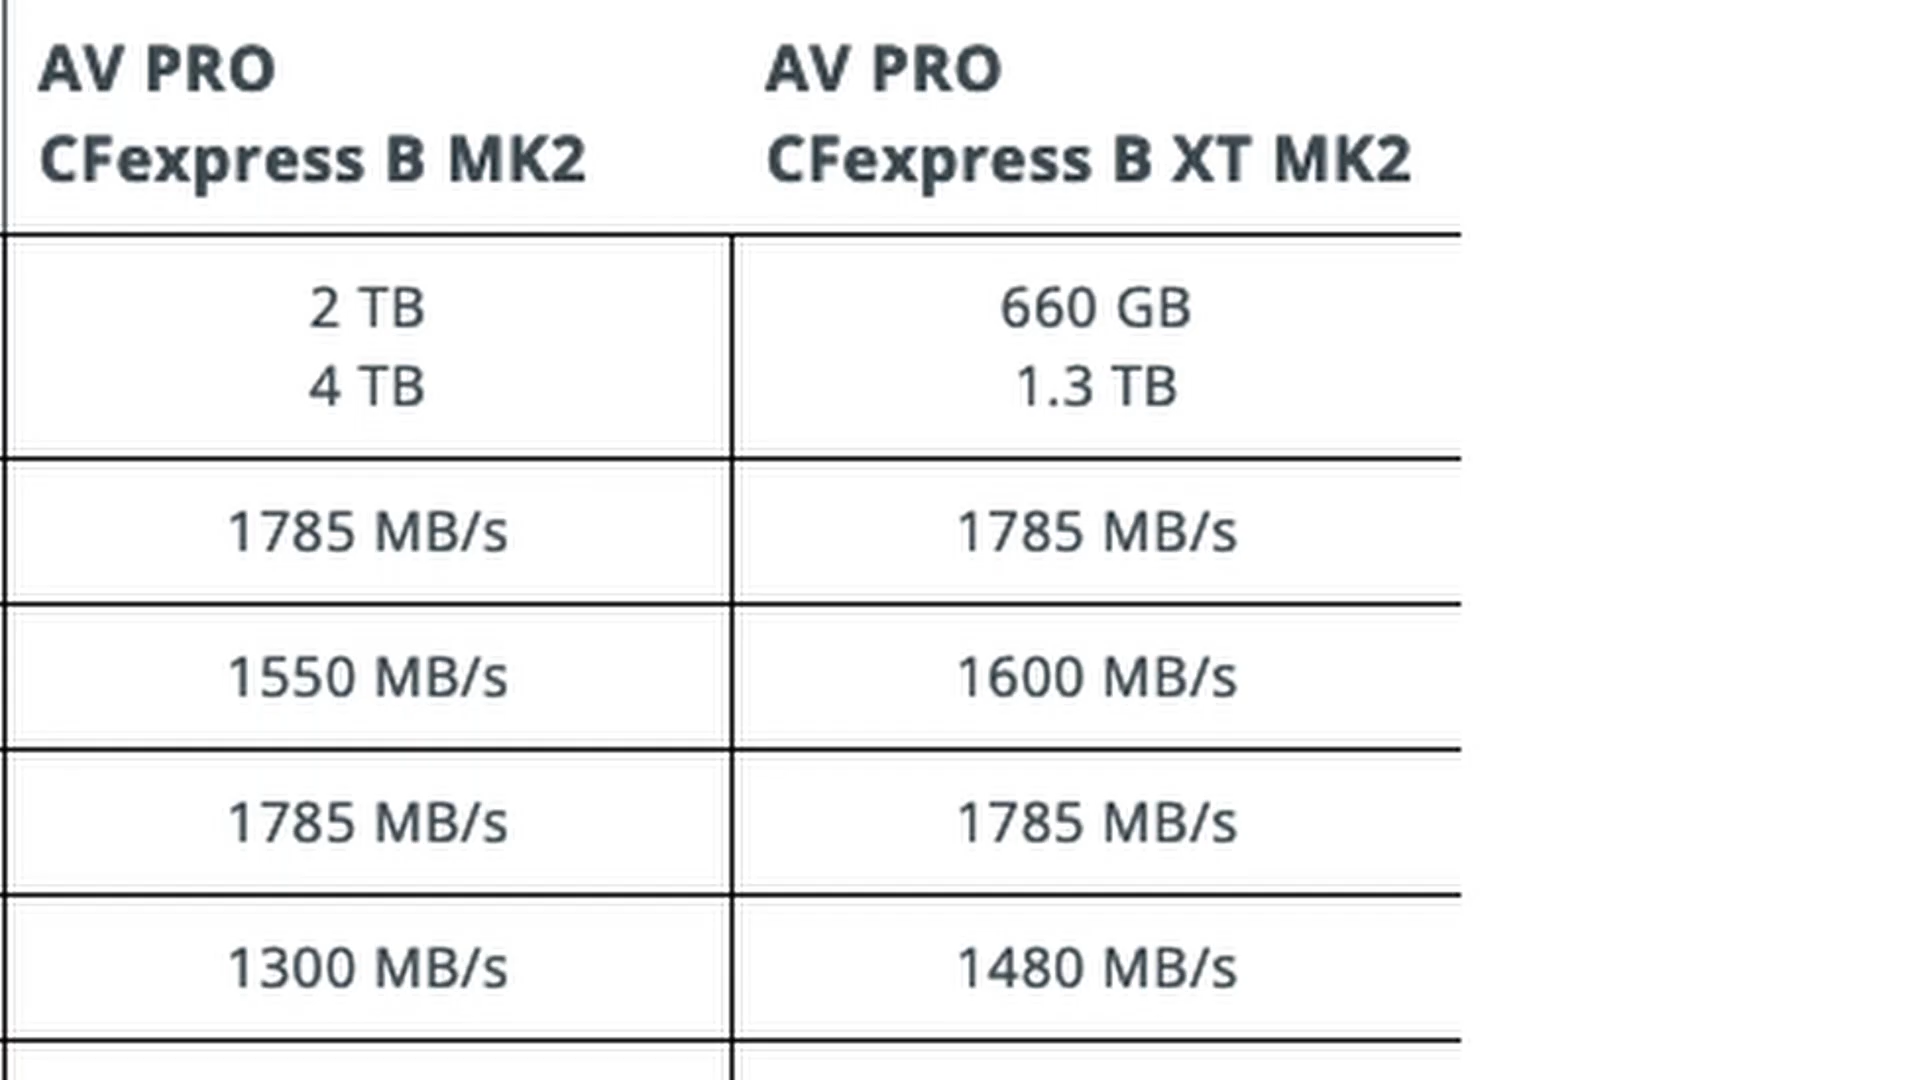 AV PRO
CFexpress B MK2
AV PRO
CFexpress B XT MK2
2 TB
4 TB
660 GB
1.3 TB
1785 MB/s
1785 MB/s
1550 MB/s
1600 MB/s
1785 MB/s
1785 MB/s
1300 MB/s
1480 MB/s